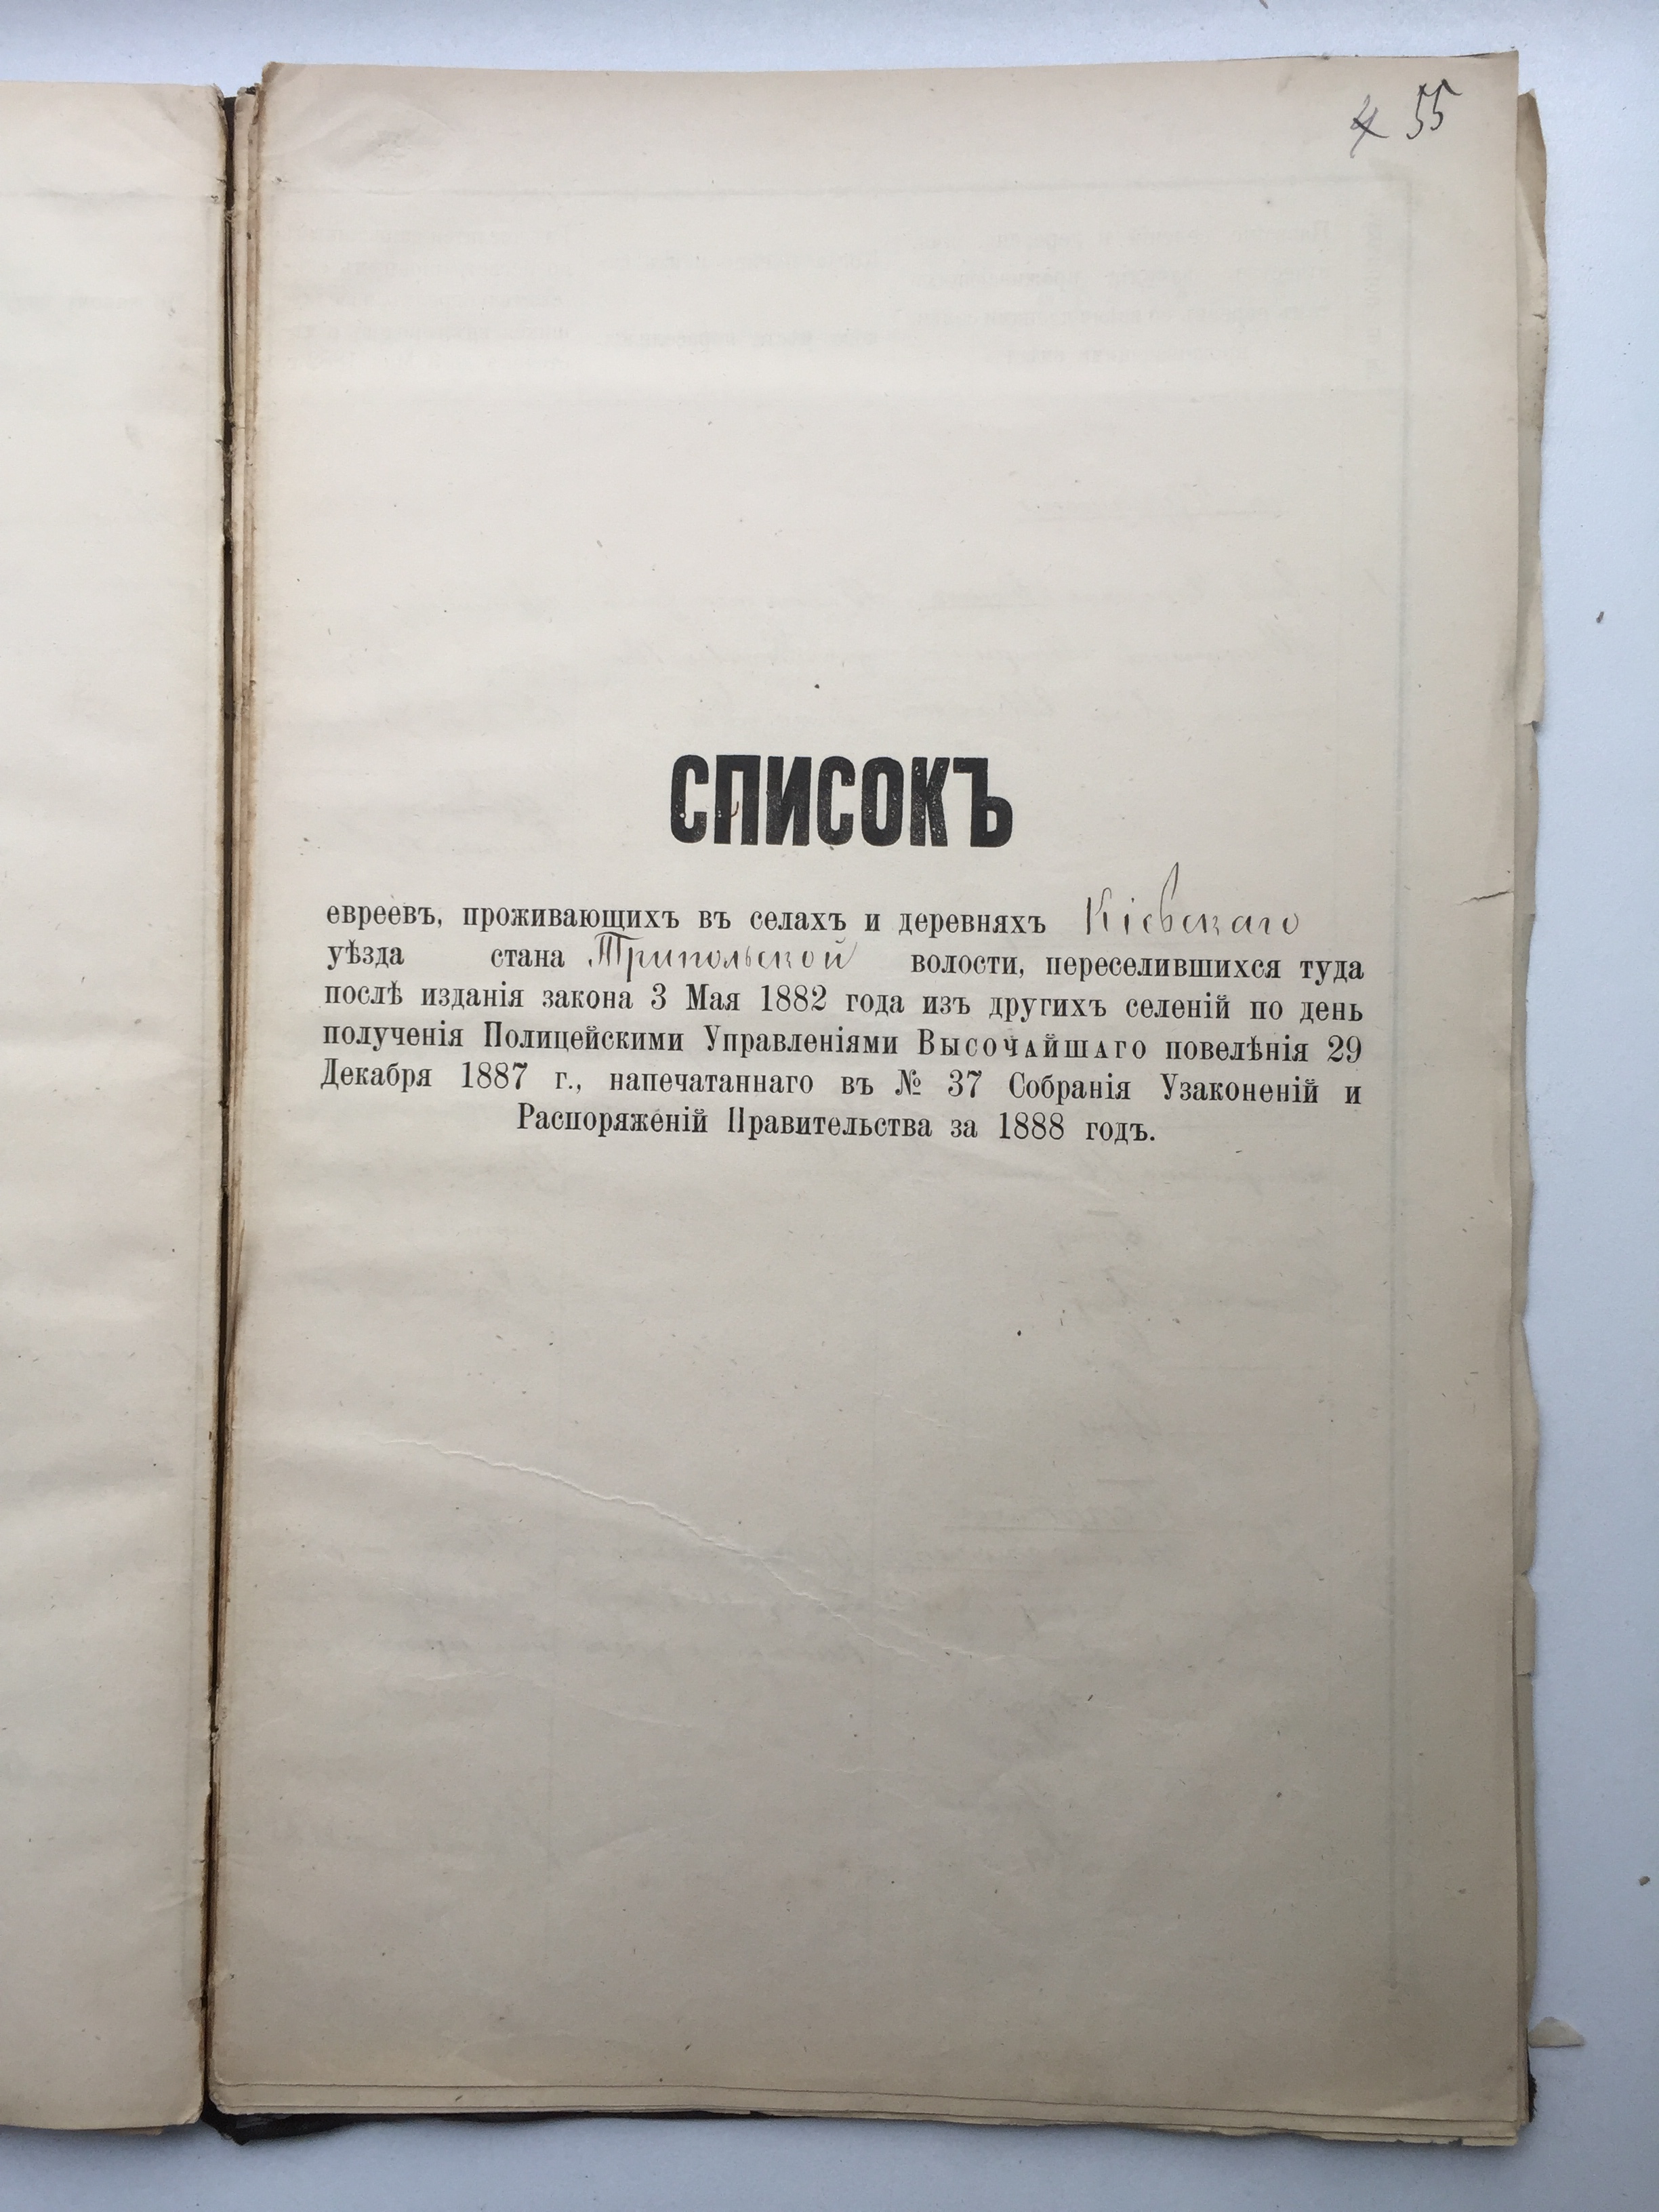 55
СПИСОКЪ
евреевъ, проживающихъ въ селахъ и деревняхъ Кіевскаго
уѣзда стана Трипольской волости, переселившихся туда
послѣ изданія закона 3 Мая 1882 года изъ другихъ селеній по день
полученія Полицейскими Управленіями Высочайшаго повелѣнія 29
Декабря 1887 г., напечатаннаго въ № 37 Собранія Узаконеній и
Распоряженій Правительства за 1888 годъ.